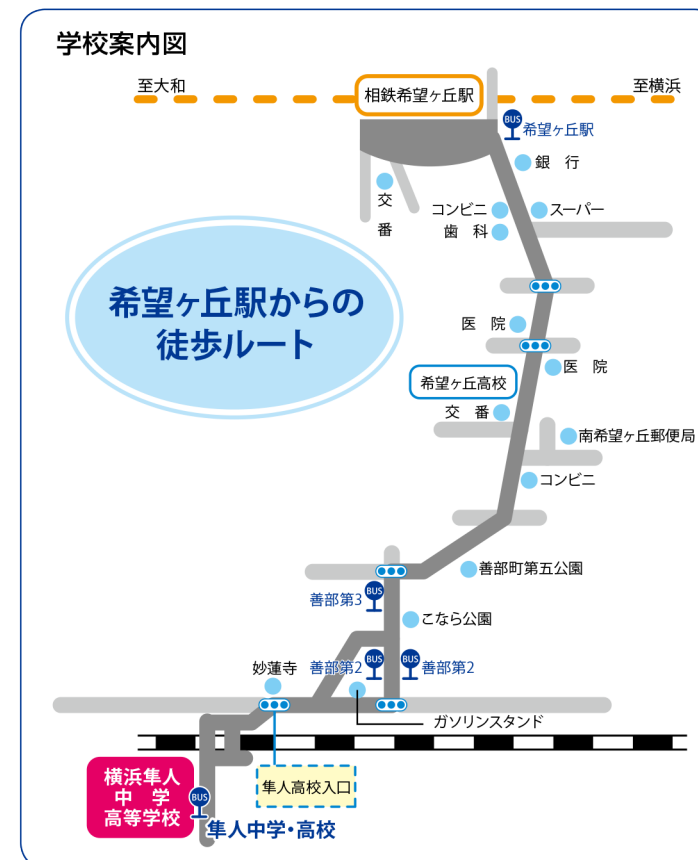 学校案内図
至大和
相鉄希望ヶ丘駅
至横浜
BUS
希望ヶ丘駅
銀 行
交
番
コンビニ
スーパー
歯 科
希望ヶ丘駅からの
徒歩ルート
医 院
医 院
希望ヶ丘高校
交 番
南希望ヶ丘郵便局
コンビニ
善部町第五公園
BUS
善部第3
こなら公園
妙蓮寺
善部第2
BUS
BUS
善部第2
ガソリンスタンド
横浜隼人
中 学
高等学校
隼人高校入口
BUS
隼人中学・高校